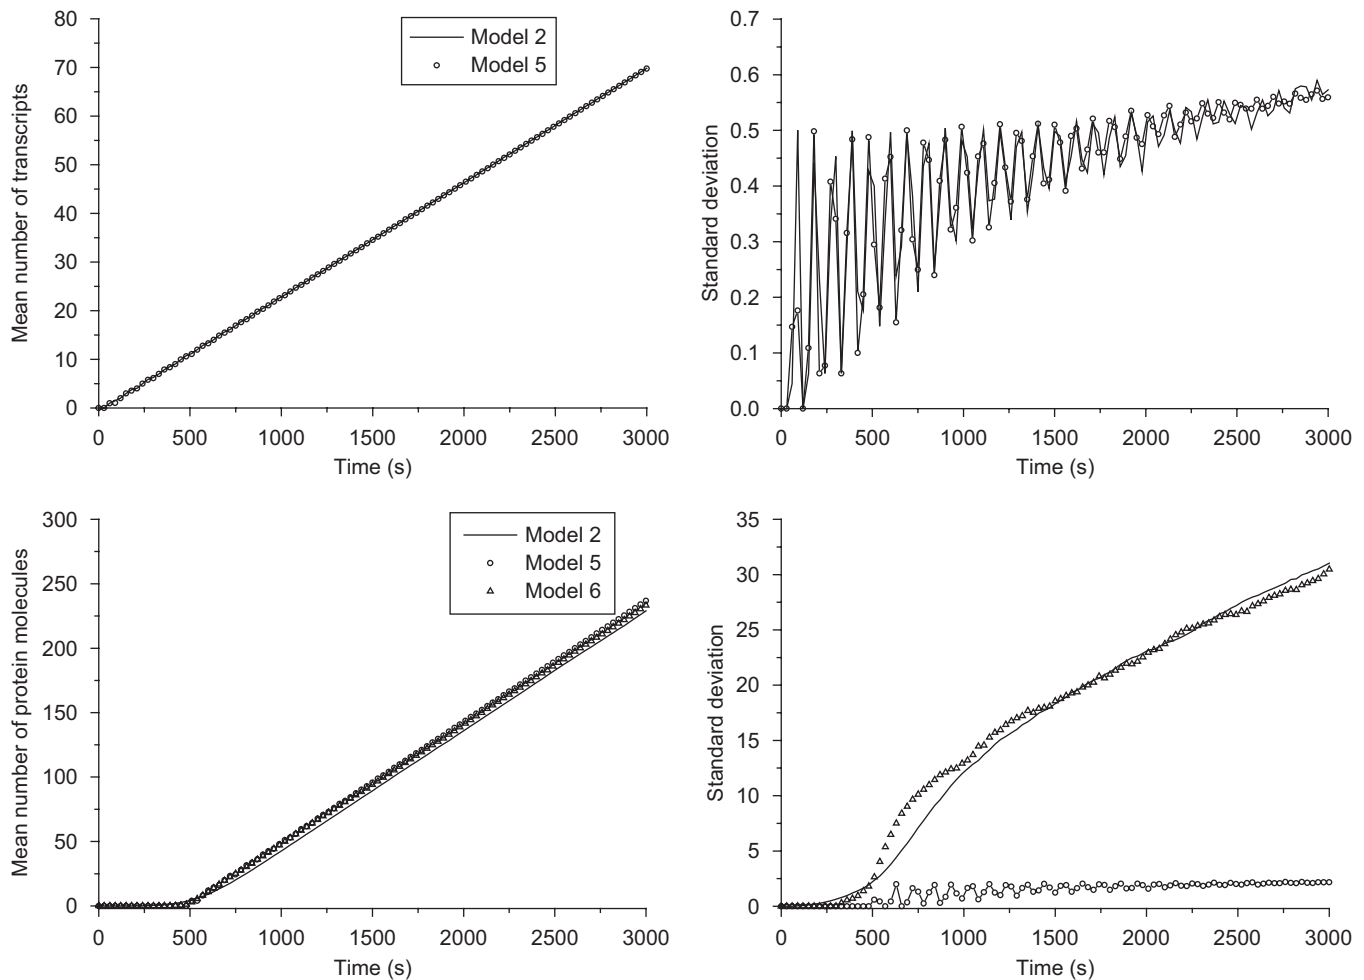 80
70
60
50
40
30
20
10
0
Mean number of transcripts
Model 2
Model 5
0 500 1000 1500 2000 2500 3000
Time (s)
0.7
0.6
0.5
0.4
0.3
0.2
0.1
0.0
Standard deviation
0 500 1000 1500 2000 2500 3000
Time (s)
300
250
200
150
100
50
0
Mean number of protein molecules
Model 2
Model 5
Model 6
0 500 1000 1500 2000 2500 3000
Time (s)
35
30
25
20
15
10
5
0
Standard deviation
0 500 1000 1500 2000 2500 3000
Time (s)